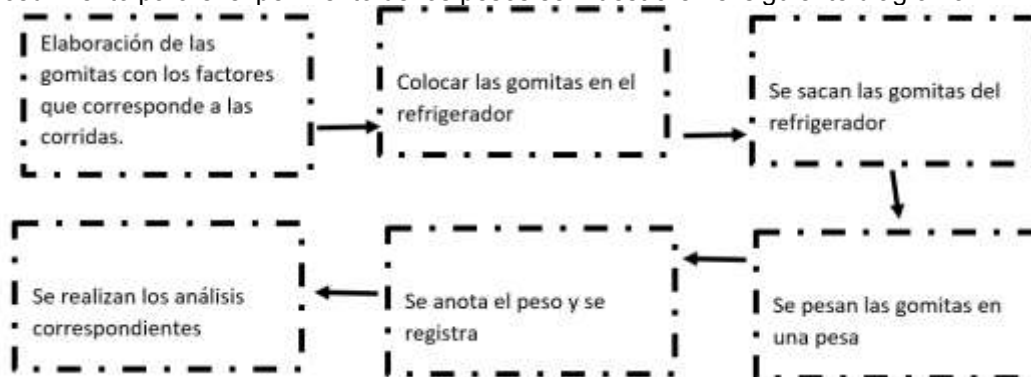 Elaboración de las
gomitas con los factores
que corresponde a las
corridas.
Colocar las gomitas en el
refrigerador
Se sacan las gomitas del
refrigerador
Se pesan las gomitas en
una pesa
Se anota el peso y se
registra
Se realizan los análisis
correspondientes